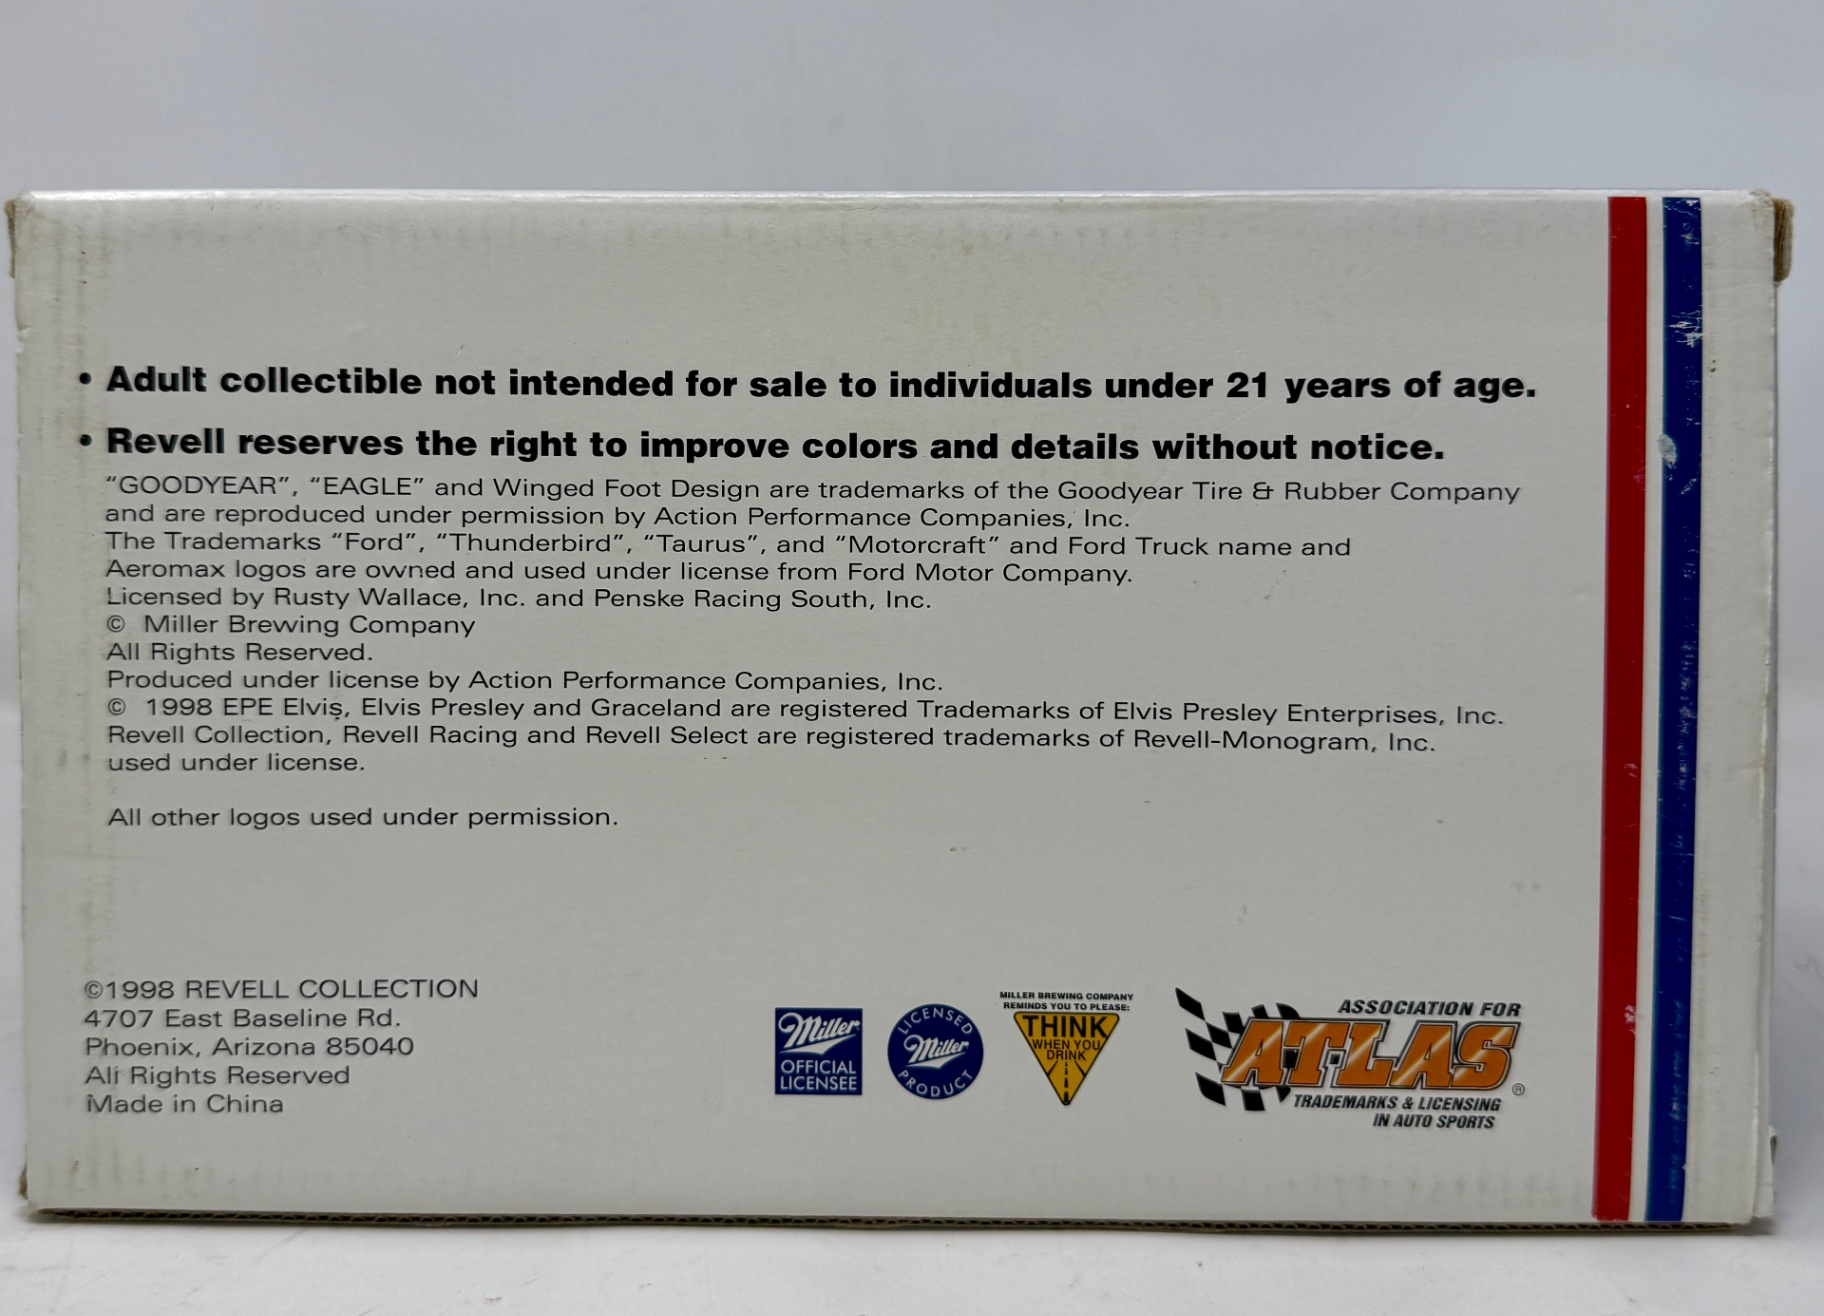 • Adult collectible not intended for sale to individuals under 21 years of age.
• Revell reserves the right to improve colors and details without notice.
“GOODYEAR”, “EAGLE” and Winged Foot Design are trademarks of the Goodyear Tire & Rubber Company
and are reproduced under permission by Action Performance Companies, Inc.
The Trademarks “Ford”, “Thunderbird”, “Taurus”, and “Motorcraft” and Ford Truck name and
Aeromax logos are owned and used under license from Ford Motor Company.
Licensed by Rusty Wallace, Inc. and Penske Racing South, Inc.
© Miller Brewing Company
All Rights Reserved.
Produced under license by Action Performance Companies, Inc.
© 1998 EPE Elvis, Elvis Presley and Graceland are registered Trademarks of Elvis Presley Enterprises, Inc.
Revell Collection, Revell Racing and Revell Select are registered trademarks of Revell-Monogram, Inc.
used under license.
All other logos used under permission.
©1998 REVELL COLLECTION
4707 East Baseline Rd.
Phoenix, Arizona 85040
All Rights Reserved
Made in China
Miller
OFFICIAL
LICENSEE
LICENSED
Miller
PRODUCT
MILLER BREWING COMPANY
REMINDS YOU TO PLEASE:
THINK
WHEN YOU
DRINK
ASSOCIATION FOR
ATLAS®
TRADEMARKS & LICENSING
IN AUTO SPORTS